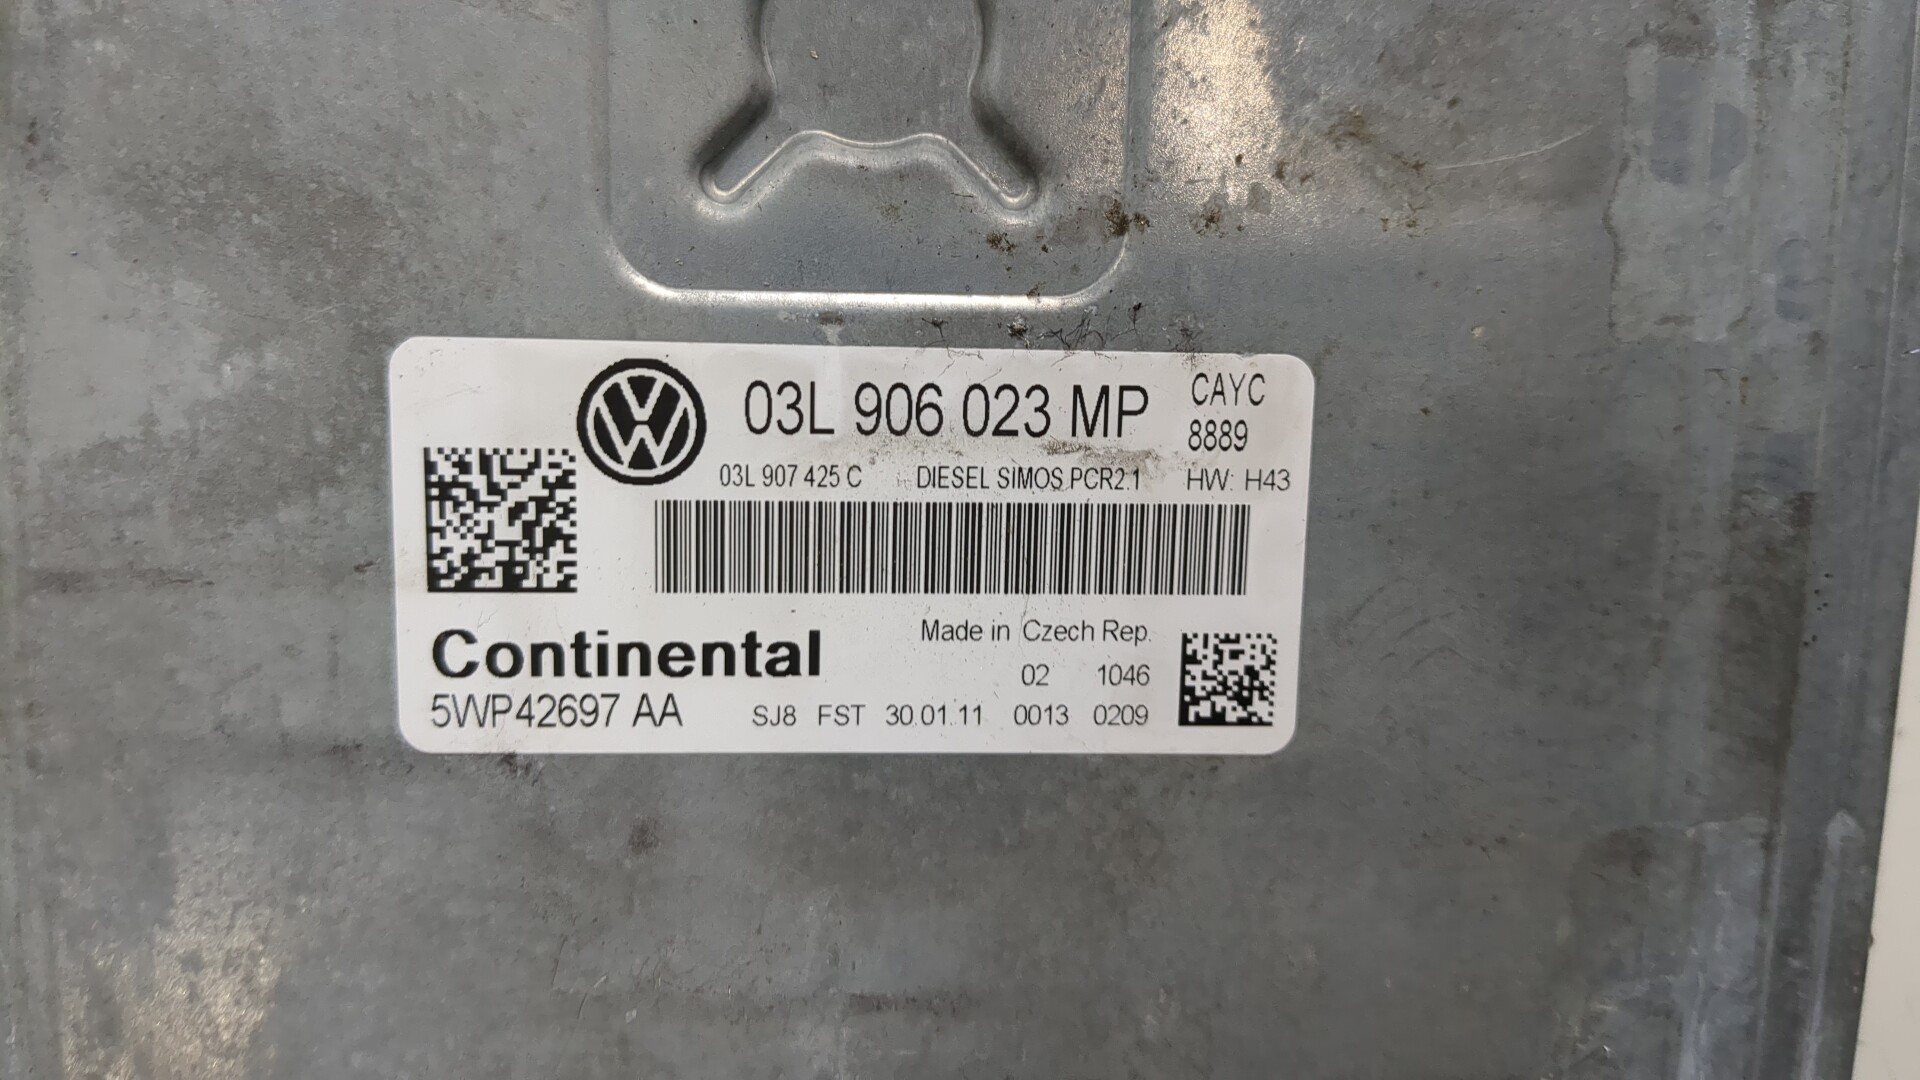 03L 906 023 MP
CAYC
8889
03L 907 425 C DIESEL SIMOS PCR2.1 HW: H43
Continental
Made in Czech Rep.
02 1046
5WP42697 AA
SJ8 FST 30.01.11 0013 0209